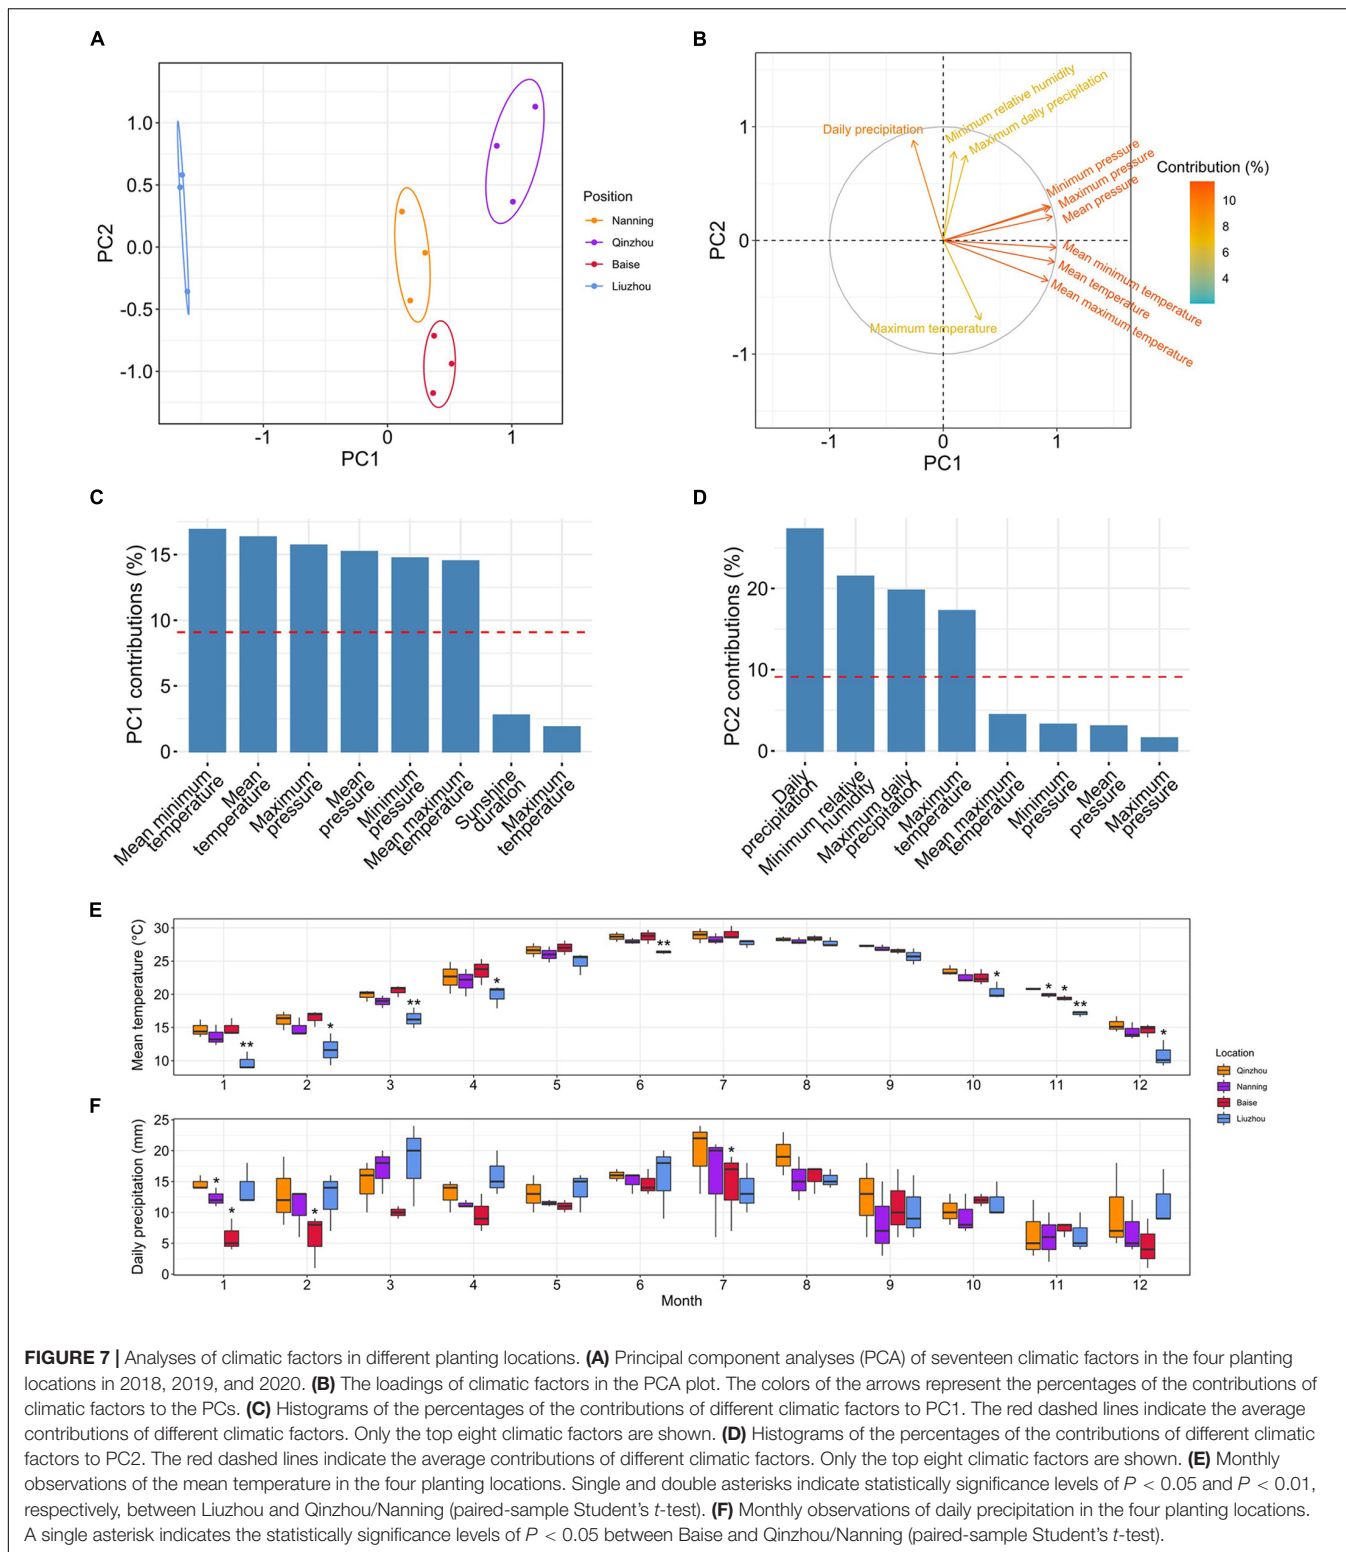 A
1.0
0.5
0.0
-0.5
-1.0
PC2
-1
0
1
PC1
Position
Nanning
Qinzhou
Baise
Liuzhou
B
1
0
-1
PC2
-1
0
1
PC1
Daily precipitation
Minimum relative humidity
Maximum daily precipitation
Minimum pressure
Maximum pressure
Mean pressure
Mean minimum temperature
Mean temperature
Mean maximum temperature
Maximum temperature
Contribution (%)
10
8
6
4
C
15
10
5
0
PC1 contributions (%)
Mean minimum
temperature
Mean
temperature
Maximum
pressure
Mean
pressure
Minimum
pressure
Mean maximum
temperature
Sunshine
duration
Maximum
temperature
D
20
10
0
PC2 contributions (%)
Daily
precipitation
Minimum relative
humidity
Maximum daily
precipitation
Maximum
temperature
Mean maximum
temperature
Minimum
pressure
Mean
pressure
Maximum
pressure
E
30
25
20
15
10
Mean temperature (°C)
** * ** * ** * * * ** *
1 2 3 4 5 6 7 8 9 10 11 12
Location
Qinzhou
Nanning
Baise
Liuzhou
F
25
20
15
10
5
0
Daily precipitation (mm)
* * * *
1 2 3 4 5 6 7 8 9 10 11 12
Month
FIGURE 7 | Analyses of climatic factors in different planting locations. (A) Principal component analyses (PCA) of seventeen climatic factors in the four planting
locations in 2018, 2019, and 2020. (B) The loadings of climatic factors in the PCA plot. The colors of the arrows represent the percentages of the contributions of
climatic factors to the PCs. (C) Histograms of the percentages of the contributions of different climatic factors to PC1. The red dashed lines indicate the average
contributions of different climatic factors. Only the top eight climatic factors are shown. (D) Histograms of the percentages of the contributions of different climatic
factors to PC2. The red dashed lines indicate the average contributions of different climatic factors. Only the top eight climatic factors are shown. (E) Monthly
observations of the mean temperature in the four planting locations. Single and double asterisks indicate statistically significance levels of P < 0.05 and P < 0.01,
respectively, between Liuzhou and Qinzhou/Nanning (paired-sample Student's t-test). (F) Monthly observations of daily precipitation in the four planting locations.
A single asterisk indicates the statistically significance levels of P < 0.05 between Baise and Qinzhou/Nanning (paired-sample Student's t-test).